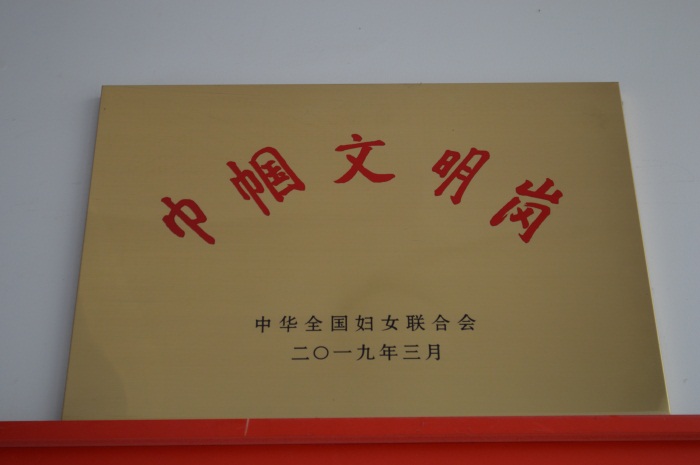 巾帼文明岗
中华全国妇女联合会
二〇一九年三月